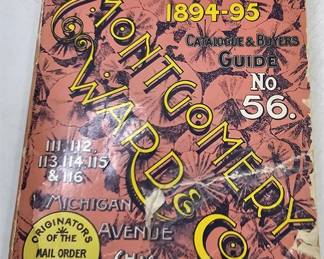 1894-95
CATALOGUE & BUYERS
GUIDE
No.
56.
MONTGOMERY
WARD & Co
111, 112,
113, 114, 115
& 116
MICHIGAN
AVENUE
ORIGINATORS
OF THE
MAIL ORDER